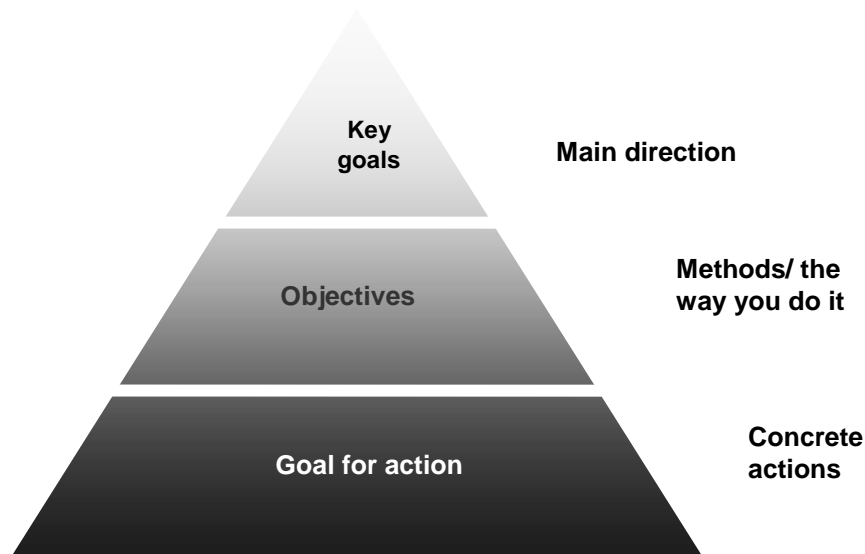 Key
goals
Main direction
Objectives
Methods/ the
way you do it
Goal for action
Concrete
actions